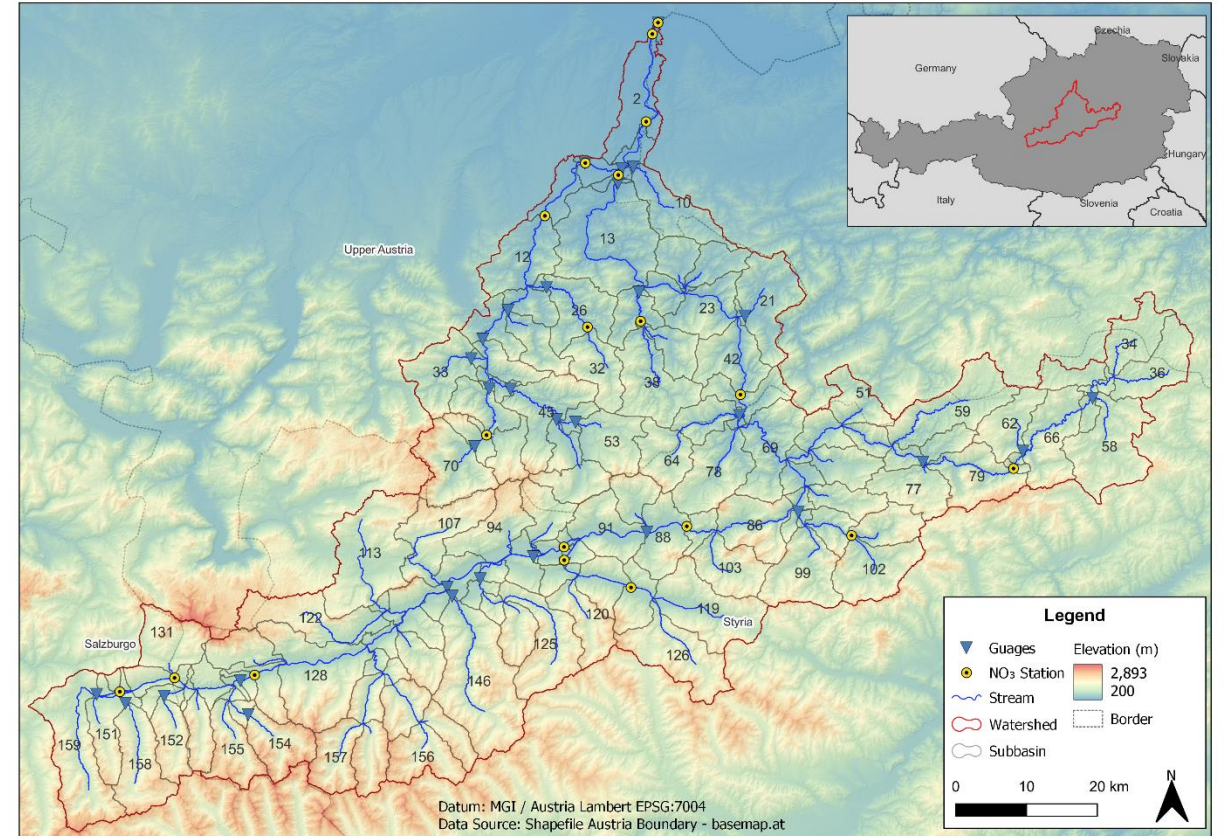 Czechia
Germany
Slovakia
Hungary
Italy
Slovenia
Croatia
2
10
13
Upper Austria
12
21
23
26
34
42
33
32
38
36
51
45
59
53
62
66
58
70
64
78
69
79
77
107
94
91
88
86
113
103
99
102
122
120
119
Styria
131
Salzburgo
125
126
128
146
159
151
158
152
155
154
157
156
Legend
Guages
NO₃ Station
Stream
Watershed
Subbasin
Elevation (m)
2,893
200
Border
0 10 20 km
N
Datum: MGI / Austria Lambert EPSG:7004
Data Source: Shapefile Austria Boundary - basemap.at